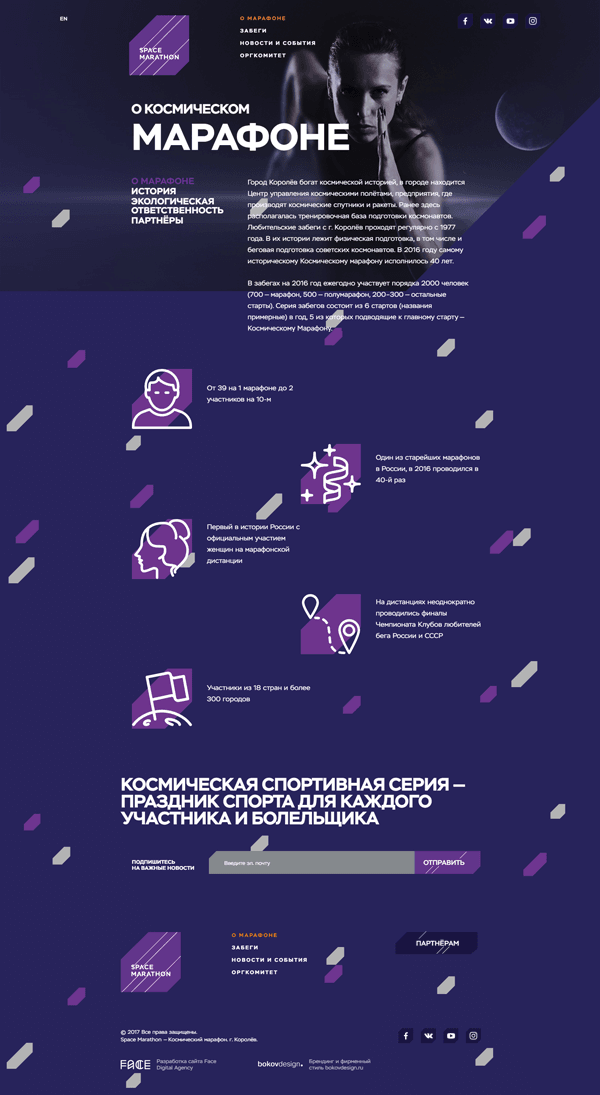 EN
SPACE
MARATHON
О МАРАФОНЕ
ЗАБЕГИ
НОВОСТИ И СОБЫТИЯ
ОРГКОМИТЕТ
О КОСМИЧЕСКОМ
МАРАФОНЕ
О МАРАФОНЕ
ИСТОРИЯ
ЭКОЛОГИЧЕСКАЯ
ОТВЕТСТВЕННОСТЬ
ПАРТНЁРЫ
Город Королёв богат космической историей, в городе находится
Центр управления космическими полётами, предприятия, где
производят космические спутники и ракеты. Ранее здесь
располагалась тренировочная база подготовки космонавтов.
Любительские забеги с г. Королёв проходят регулярно с 1977
года. В их истории лежит физическая подготовка, в том числе и
беговая подготовка советских космонавтов. В 2016 году самому
историческому Космическому марафону исполнилось 40 лет.
В забегах на 2016 год ежегодно участвует порядка 2000 человек
(700 – марафон, 500 – полумарафон, 200–300 – остальные
старты). Серия забегов состоит из 6 стартов (названия
примерные) в год, 5 из которых подводящие к главному старту –
Космическому Марафону.
От 39 на 1 марафоне до 2
участников на 10-м
Один из старейших марафонов
в России, в 2016 проводился в
40-й раз
Первый в истории России с
официальным участием
женщин на марафонской
дистанции
На дистанциях неоднократно
проводились финалы
Чемпионата Клубов любителей
бега России и СССР
Участники из 18 стран и более
300 городов
КОСМИЧЕСКАЯ СПОРТИВНАЯ СЕРИЯ –
ПРАЗДНИК СПОРТА ДЛЯ КАЖДОГО
УЧАСТНИКА И БОЛЕЛЬЩИКА
ПОДПИШИТЕСЬ
НА ВАЖНЫЕ НОВОСТИ
Введите эл. почту
ОТПРАВИТЬ
SPACE
MARATHON
О МАРАФОНЕ
ЗАБЕГИ
НОВОСТИ И СОБЫТИЯ
ОРГКОМИТЕТ
ПАРТНЁРАМ
© 2017 Все права защищены.
Space Marathon – Космический марафон. г. Королёв.
FACE
Разработка сайта Face
Digital Agency
bokovdesign.
Брендинг и фирменный
стиль bokovdesign.ru